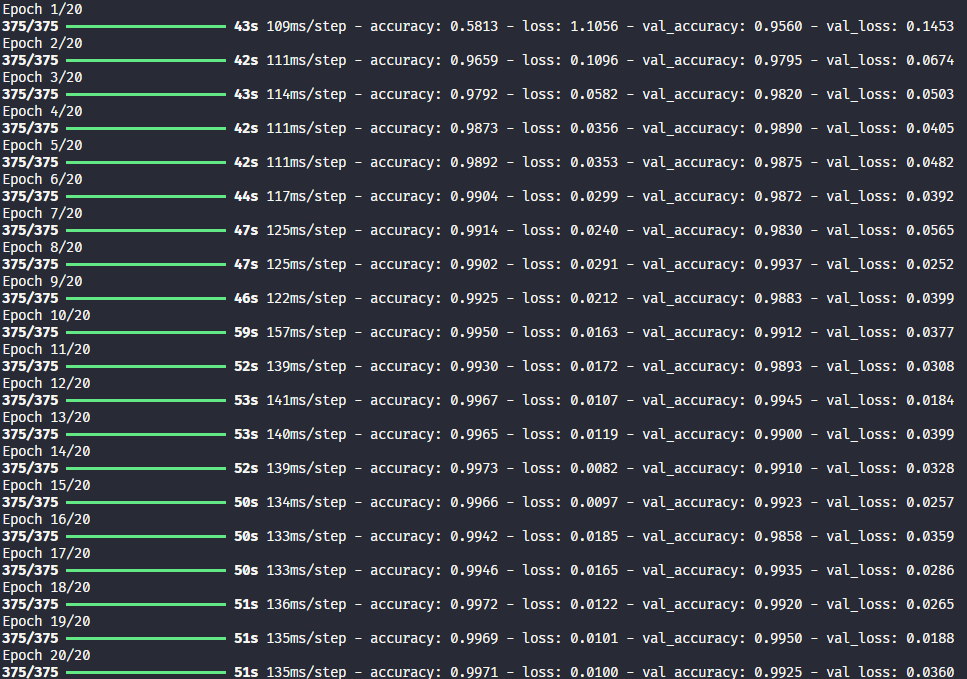 Epoch 1/20
375/375 43s 109ms/step - accuracy: 0.5813 - loss: 1.1056 - val_accuracy: 0.9560 - val_loss: 0.1453
Epoch 2/20
375/375 42s 111ms/step - accuracy: 0.9659 - loss: 0.1096 - val_accuracy: 0.9795 - val_loss: 0.0674
Epoch 3/20
375/375 43s 114ms/step - accuracy: 0.9792 - loss: 0.0582 - val_accuracy: 0.9820 - val_loss: 0.0503
Epoch 4/20
375/375 42s 111ms/step - accuracy: 0.9873 - loss: 0.0356 - val_accuracy: 0.9890 - val_loss: 0.0405
Epoch 5/20
375/375 42s 111ms/step - accuracy: 0.9892 - loss: 0.0353 - val_accuracy: 0.9875 - val_loss: 0.0482
Epoch 6/20
375/375 44s 117ms/step - accuracy: 0.9904 - loss: 0.0299 - val_accuracy: 0.9872 - val_loss: 0.0392
Epoch 7/20
375/375 47s 125ms/step - accuracy: 0.9914 - loss: 0.0240 - val_accuracy: 0.9830 - val_loss: 0.0565
Epoch 8/20
375/375 47s 125ms/step - accuracy: 0.9902 - loss: 0.0291 - val_accuracy: 0.9937 - val_loss: 0.0252
Epoch 9/20
375/375 46s 122ms/step - accuracy: 0.9925 - loss: 0.0212 - val_accuracy: 0.9883 - val_loss: 0.0399
Epoch 10/20
375/375 59s 157ms/step - accuracy: 0.9950 - loss: 0.0163 - val_accuracy: 0.9912 - val_loss: 0.0377
Epoch 11/20
375/375 52s 139ms/step - accuracy: 0.9930 - loss: 0.0172 - val_accuracy: 0.9893 - val_loss: 0.0308
Epoch 12/20
375/375 53s 141ms/step - accuracy: 0.9967 - loss: 0.0107 - val_accuracy: 0.9945 - val_loss: 0.0184
Epoch 13/20
375/375 53s 140ms/step - accuracy: 0.9965 - loss: 0.0119 - val_accuracy: 0.9900 - val_loss: 0.0399
Epoch 14/20
375/375 52s 139ms/step - accuracy: 0.9973 - loss: 0.0082 - val_accuracy: 0.9910 - val_loss: 0.0328
Epoch 15/20
375/375 50s 134ms/step - accuracy: 0.9966 - loss: 0.0097 - val_accuracy: 0.9923 - val_loss: 0.0257
Epoch 16/20
375/375 50s 133ms/step - accuracy: 0.9942 - loss: 0.0185 - val_accuracy: 0.9858 - val_loss: 0.0359
Epoch 17/20
375/375 50s 133ms/step - accuracy: 0.9946 - loss: 0.0165 - val_accuracy: 0.9935 - val_loss: 0.0286
Epoch 18/20
375/375 51s 136ms/step - accuracy: 0.9972 - loss: 0.0122 - val_accuracy: 0.9920 - val_loss: 0.0265
Epoch 19/20
375/375 51s 135ms/step - accuracy: 0.9969 - loss: 0.0101 - val_accuracy: 0.9950 - val_loss: 0.0188
Epoch 20/20
375/375 51s 135ms/step - accuracy: 0.9971 - loss: 0.0100 - val_accuracy: 0.9925 - val_loss: 0.0360